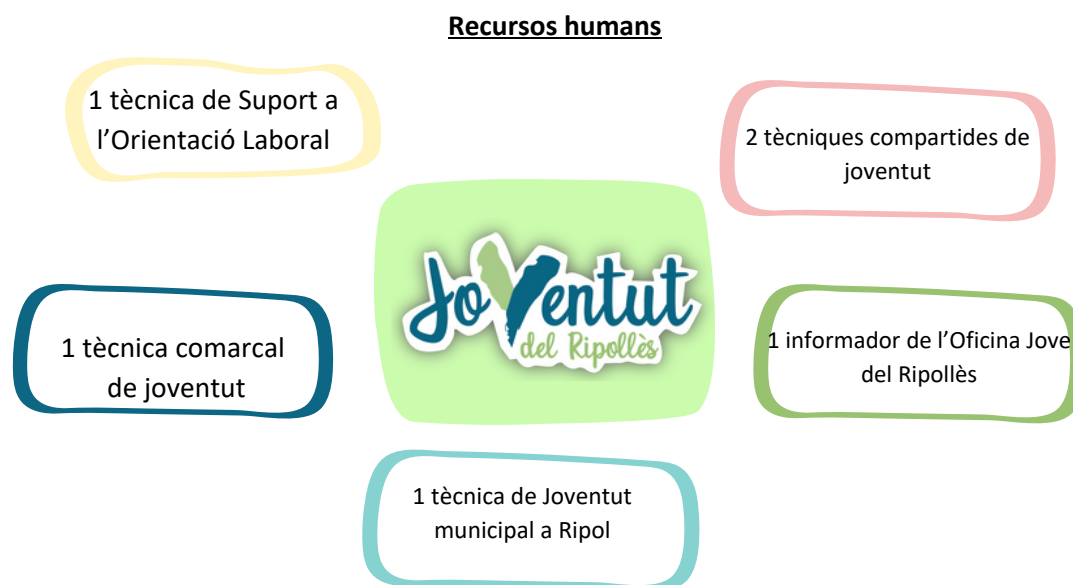 Recursos humans
1 tècnica de Suport a
l’Orientació Laboral
2 tècniques compartides de
joventut
JoVentut
del Ripollès
1 tècnica comarcal
de joventut
1 informador de l’Oficina Jove
del Ripollès
1 tècnica de Joventut
municipal a Ripol